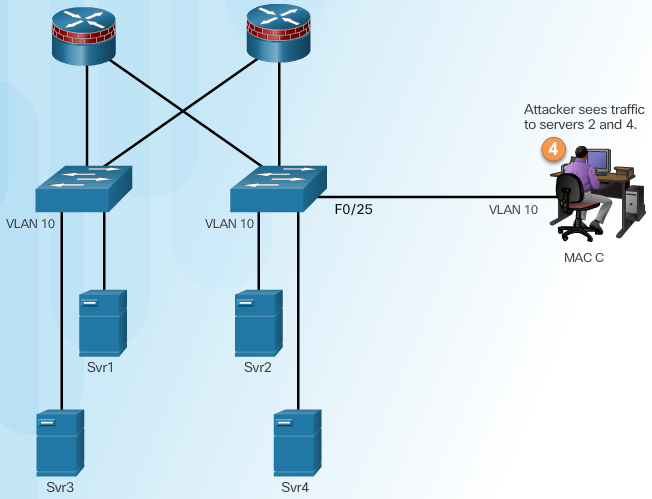 Attacker sees traffic
to servers 2 and 4.
4
VLAN 10
VLAN 10
F0/25
VLAN 10
MAC C
Svr1
Svr2
Svr3
Svr4